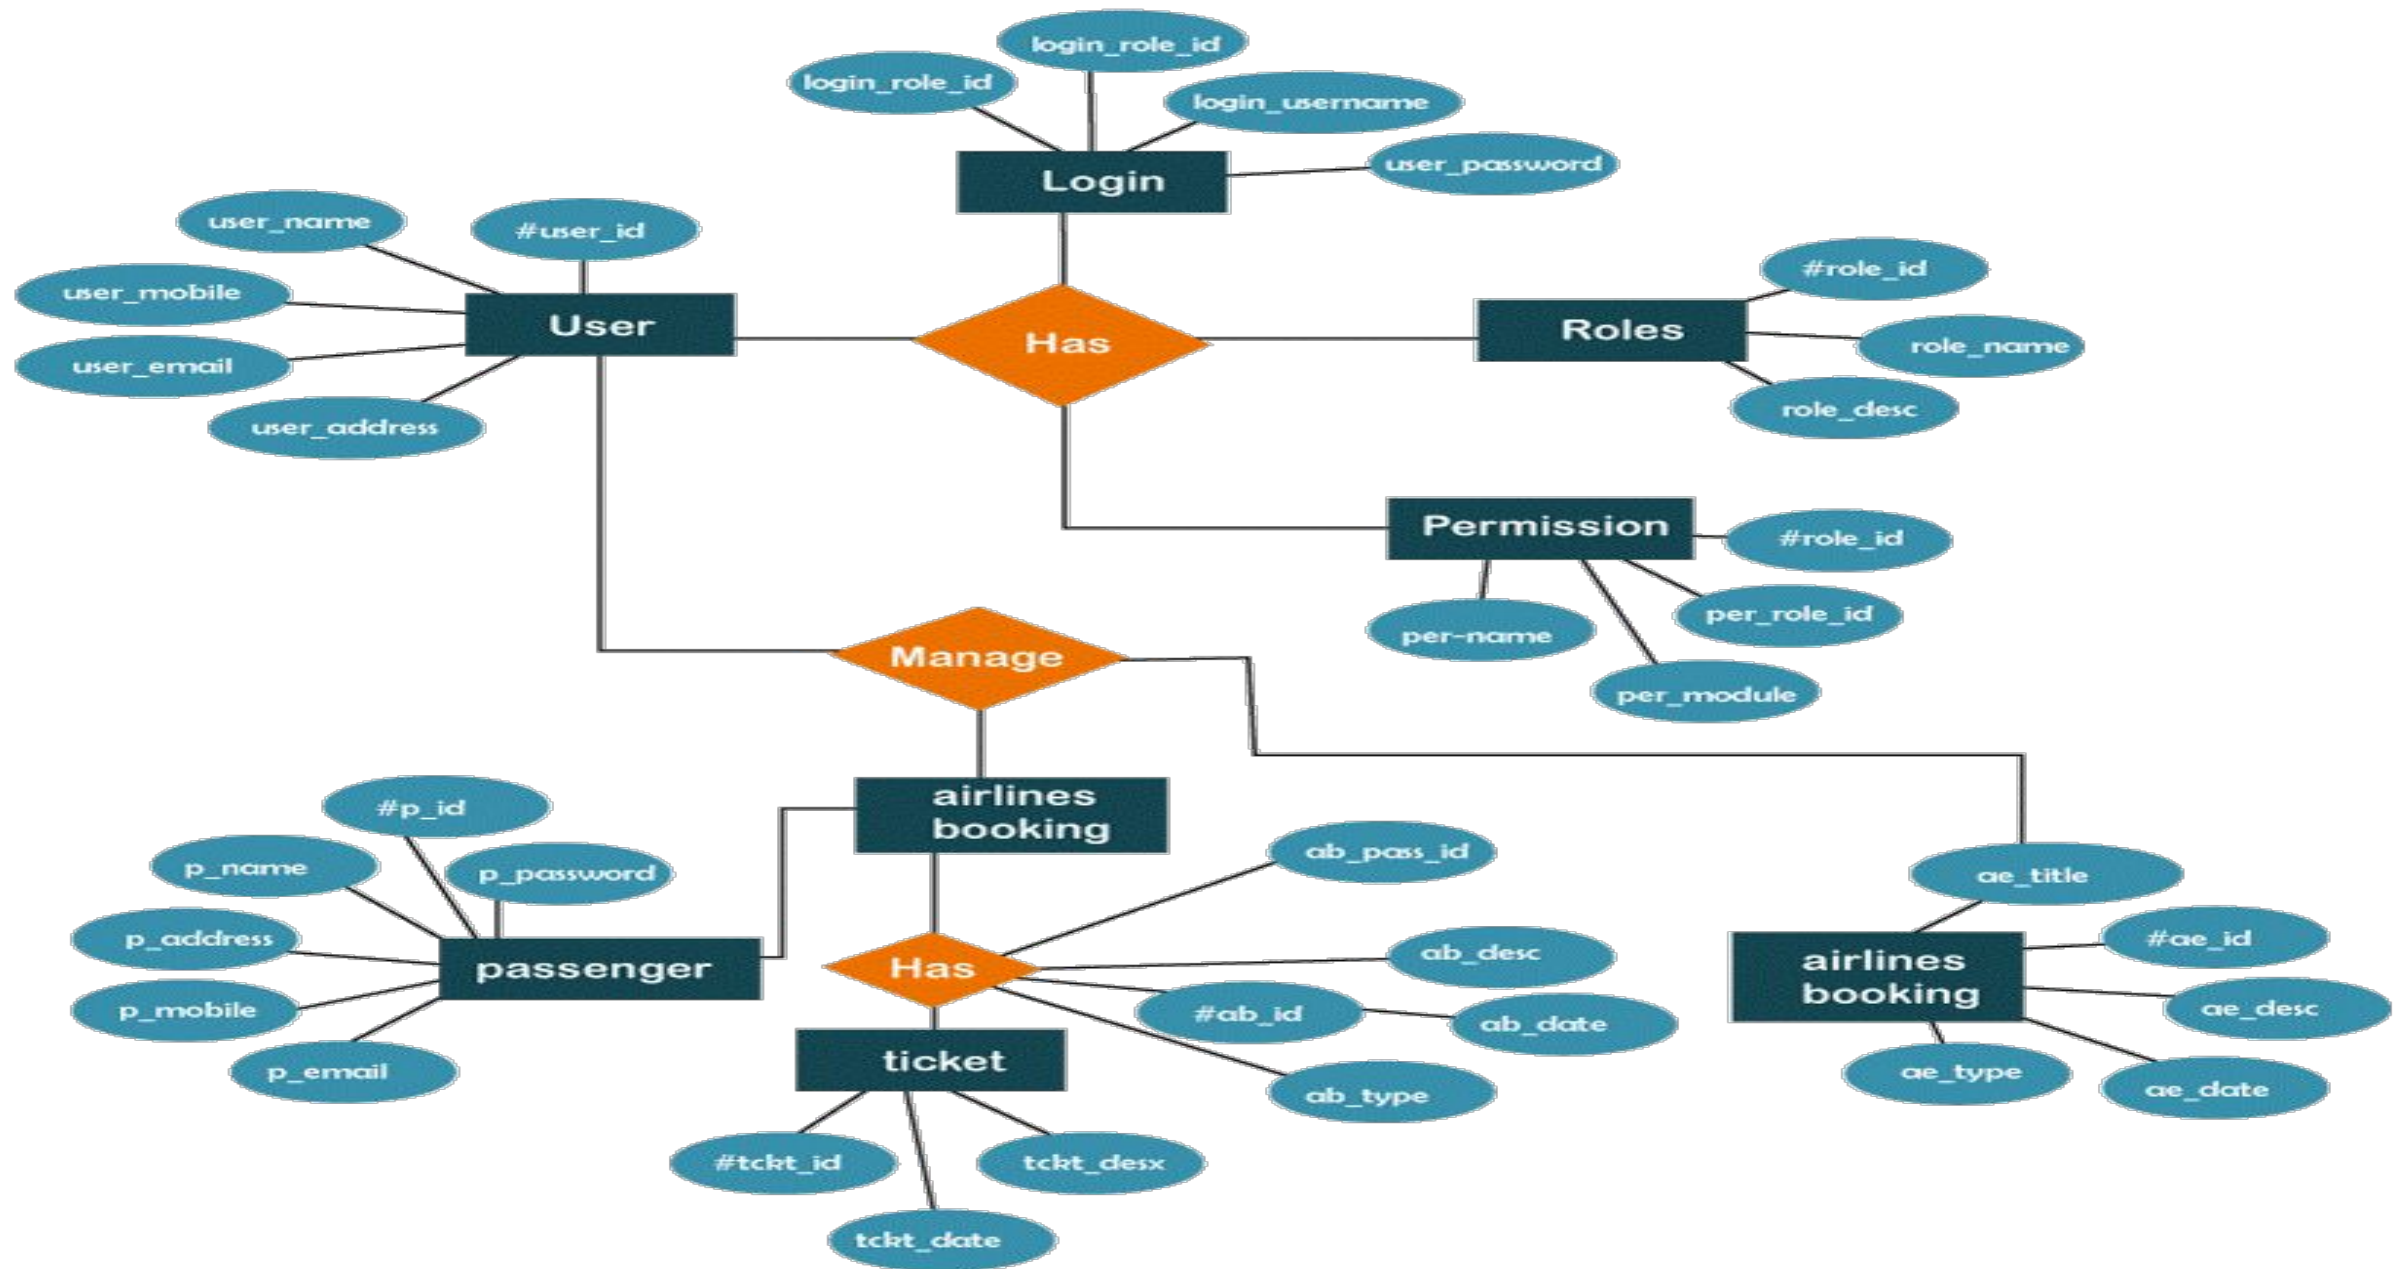 login_role_id
login_role_id
login_username
user_password
Login
user_name
#user_id
user_mobile
User
user_email
user_address
Has
#role_id
Roles
role_name
role_desc
Permission
#role_id
per_role_id
per-name
per_module
Manage
airlines
booking
#p_id
p_name
p_password
p_address
passenger
p_mobile
p_email
ab_pass_id
Has
ab_desc
#ab_id
ab_date
ab_type
ticket
#tckt_id
tckt_desx
tckt_date
ae_title
airlines
booking
#ae_id
ae_desc
ae_type
ae_date